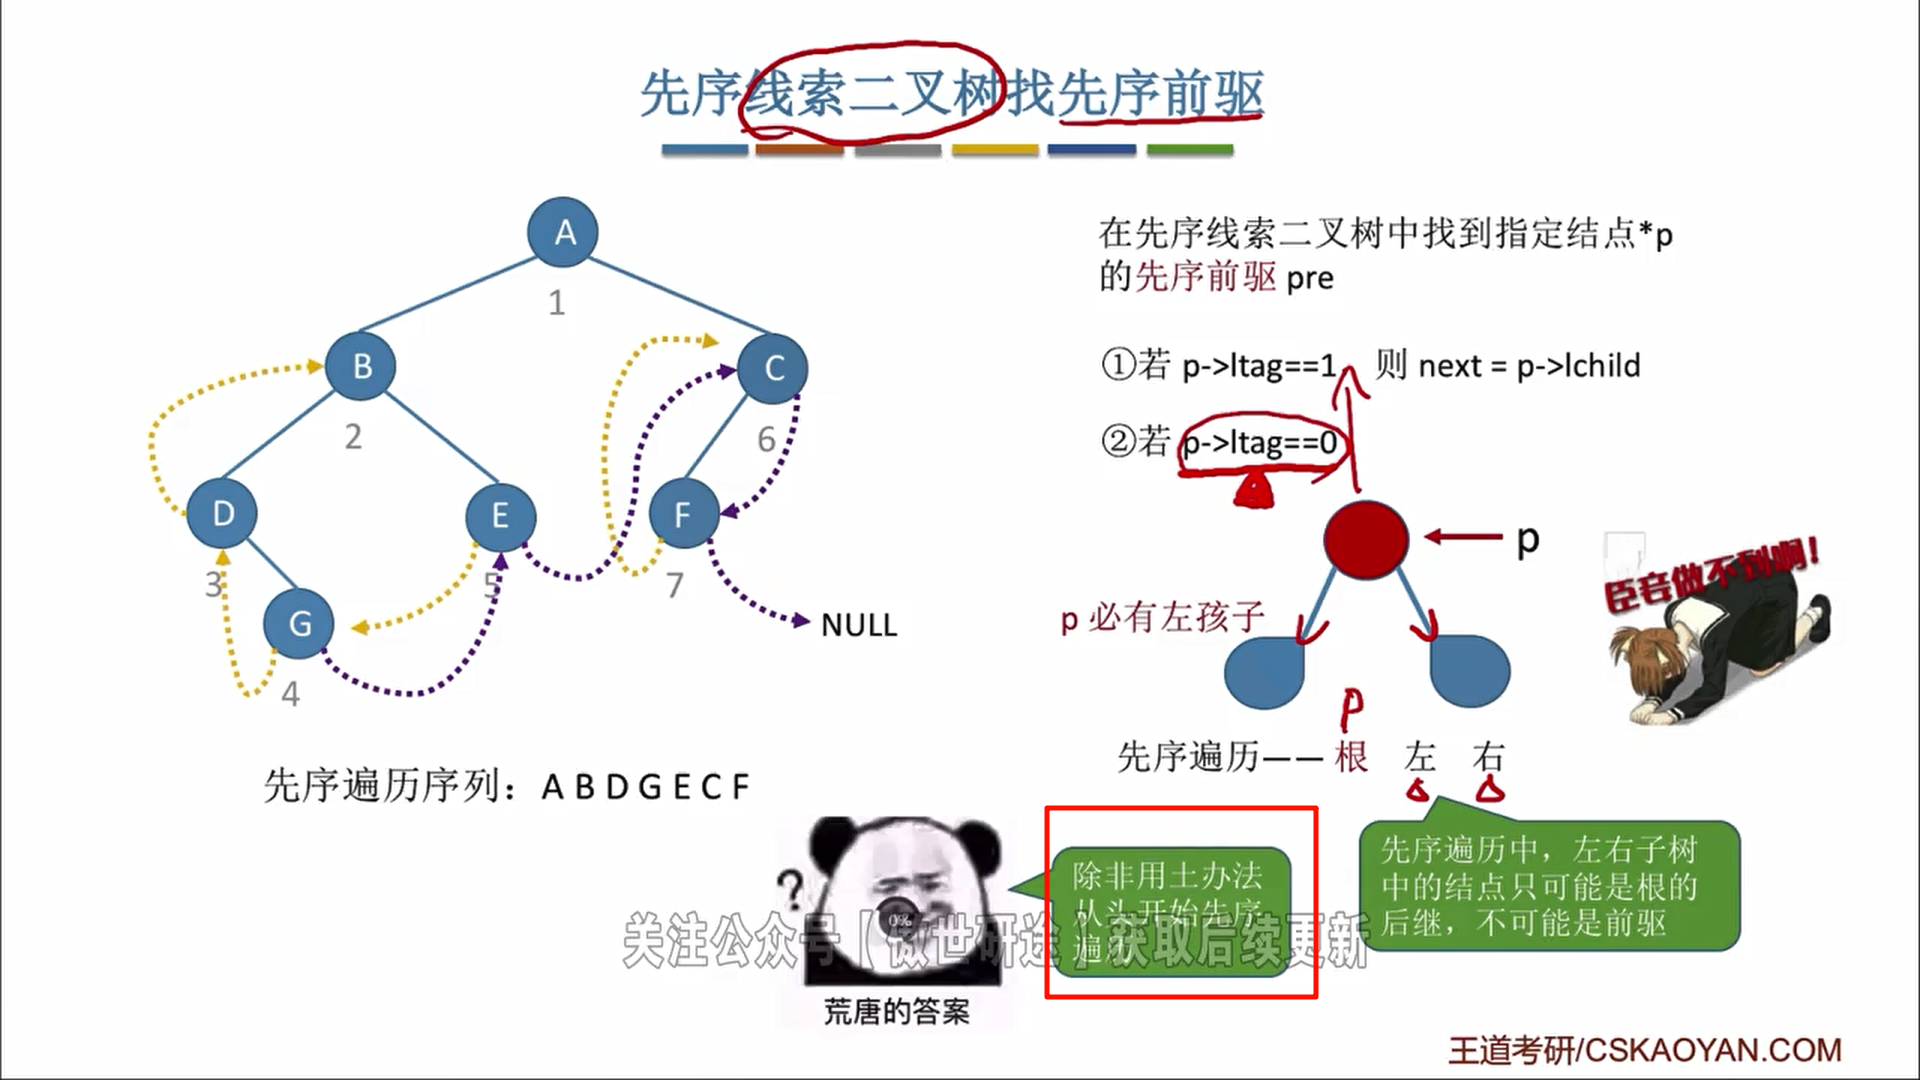 先序线索二叉树找先序前驱
A
1
B
2
C
6
D
3
E
5
F
7
G
4
NULL
先序遍历序列：A B D G E C F
在先序线索二叉树中找到指定结点*p
的先序前驱 pre
①若 p->ltag==1，则 next = p->lchild
②若 p->ltag==0
p
p 必有左孩子
P
先序遍历—— 根 左 右
臣妾做不到啊！
先序遍历中，左右子树
中的结点只可能是根的
后继，不可能是前驱
除非用土办法
从头开始先序
遍历
?
0%
关注公众号【傲世研途】获取后续更新
荒唐的答案
王道考研/CSKAOYAN.COM